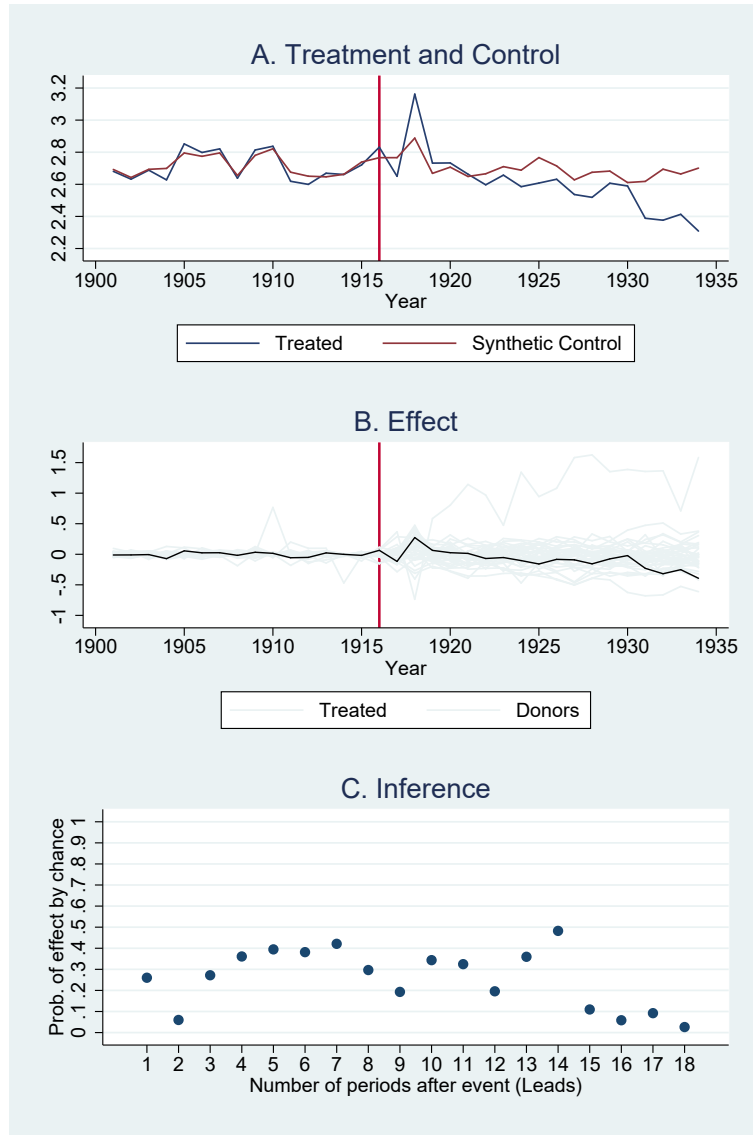 A. Treatment and Control
3.2
3
2.8
2.6
2.4
2.2
1900 1905 1910 1915 1920 1925 1930 1935
Year
Treated Synthetic Control
B. Effect
1.5
1
.5
0
-.5
-1
1900 1905 1910 1915 1920 1925 1930 1935
Year
Treated Donors
C. Inference
Prob. of effect by chance
1
.9
.8
.7
.6
.5
.4
.3
.2
.1
0
1 2 3 4 5 6 7 8 9 10 11 12 13 14 15 16 17 18
Number of periods after event (Leads)